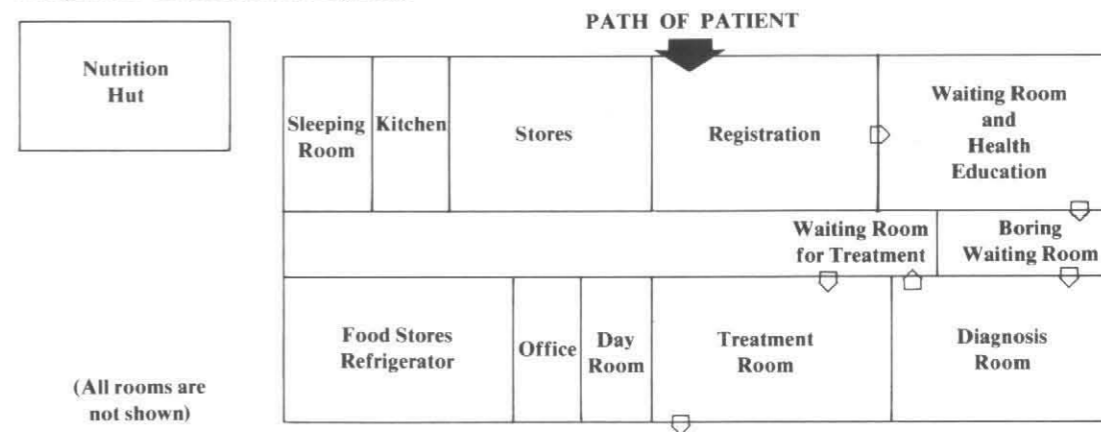 PATH OF PATIENT
Nutrition
Hut
Sleeping
Room
Kitchen
Stores
Registration
Waiting Room
and
Health
Education
Waiting Room
for Treatment
Boring
Waiting Room
Food Stores
Refrigerator
Office
Day
Room
Treatment
Room
Diagnosis
Room
(All rooms are
not shown)